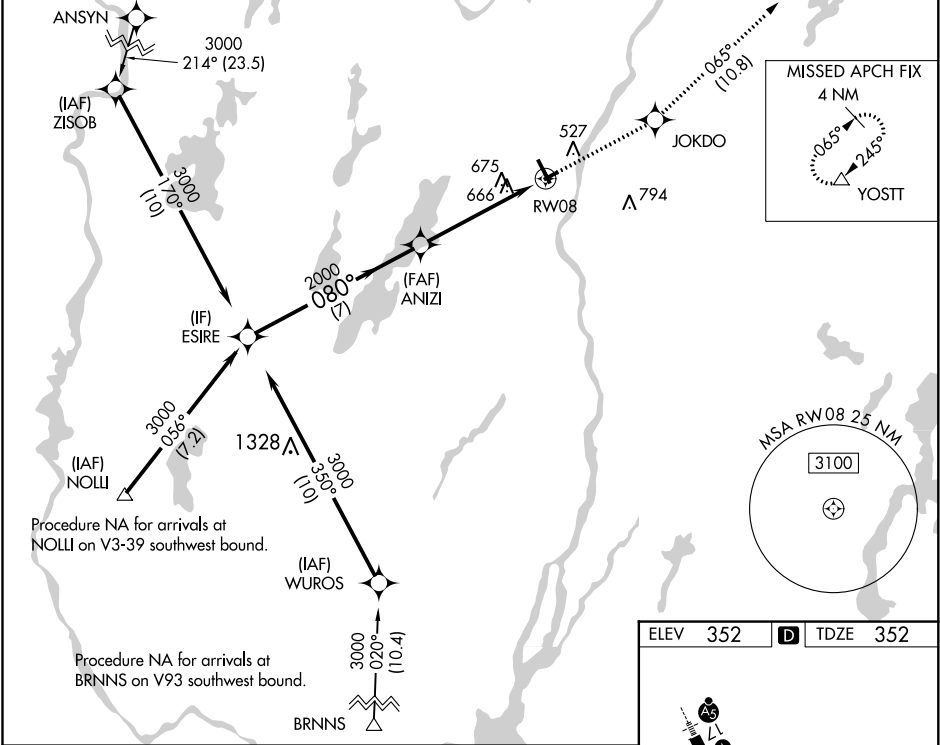 ANSYN
3000
214° (23.5)
(IAF)
ZISOB
3000
170°
(10)
065°
(10.8)
MISSED APCH FIX
4 NM
065°
245°
YOSTT
527
JOKDO
675
666
RW08
794
(FAF)
ANIZI
2000
080°
(7)
(IF)
ESIRE
3000
056°
(7.2)
(IAF)
NOLLI
1328
3000
350°
(10)
MSA RW08 25 NM
3100
Procedure NA for arrivals at
NOLLI on V3-39 southwest bound.
(IAF)
WUROS
3000
020°
(10.4)
Procedure NA for arrivals at
BRNNS on V93 southwest bound.
BRNNS
ELEV 352 D TDZE 352
A5
17